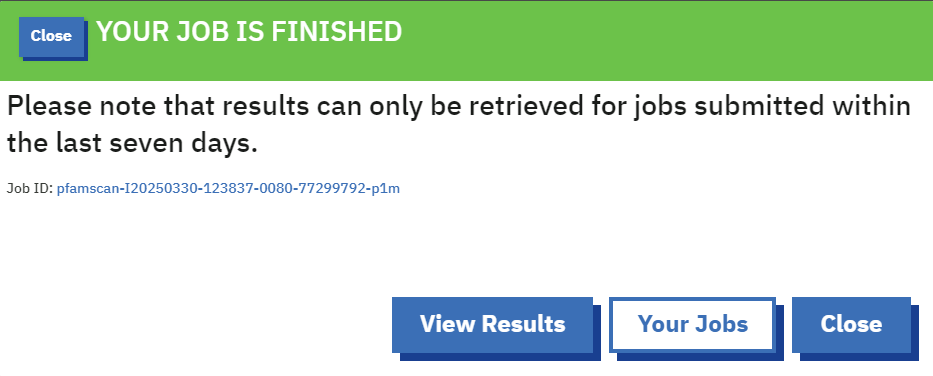 Close
YOUR JOB IS FINISHED
Please note that results can only be retrieved for jobs submitted within
the last seven days.
Job ID: pfamscan-I20250330-123837-0080-77299792-p1m
View Results
Your Jobs
Close